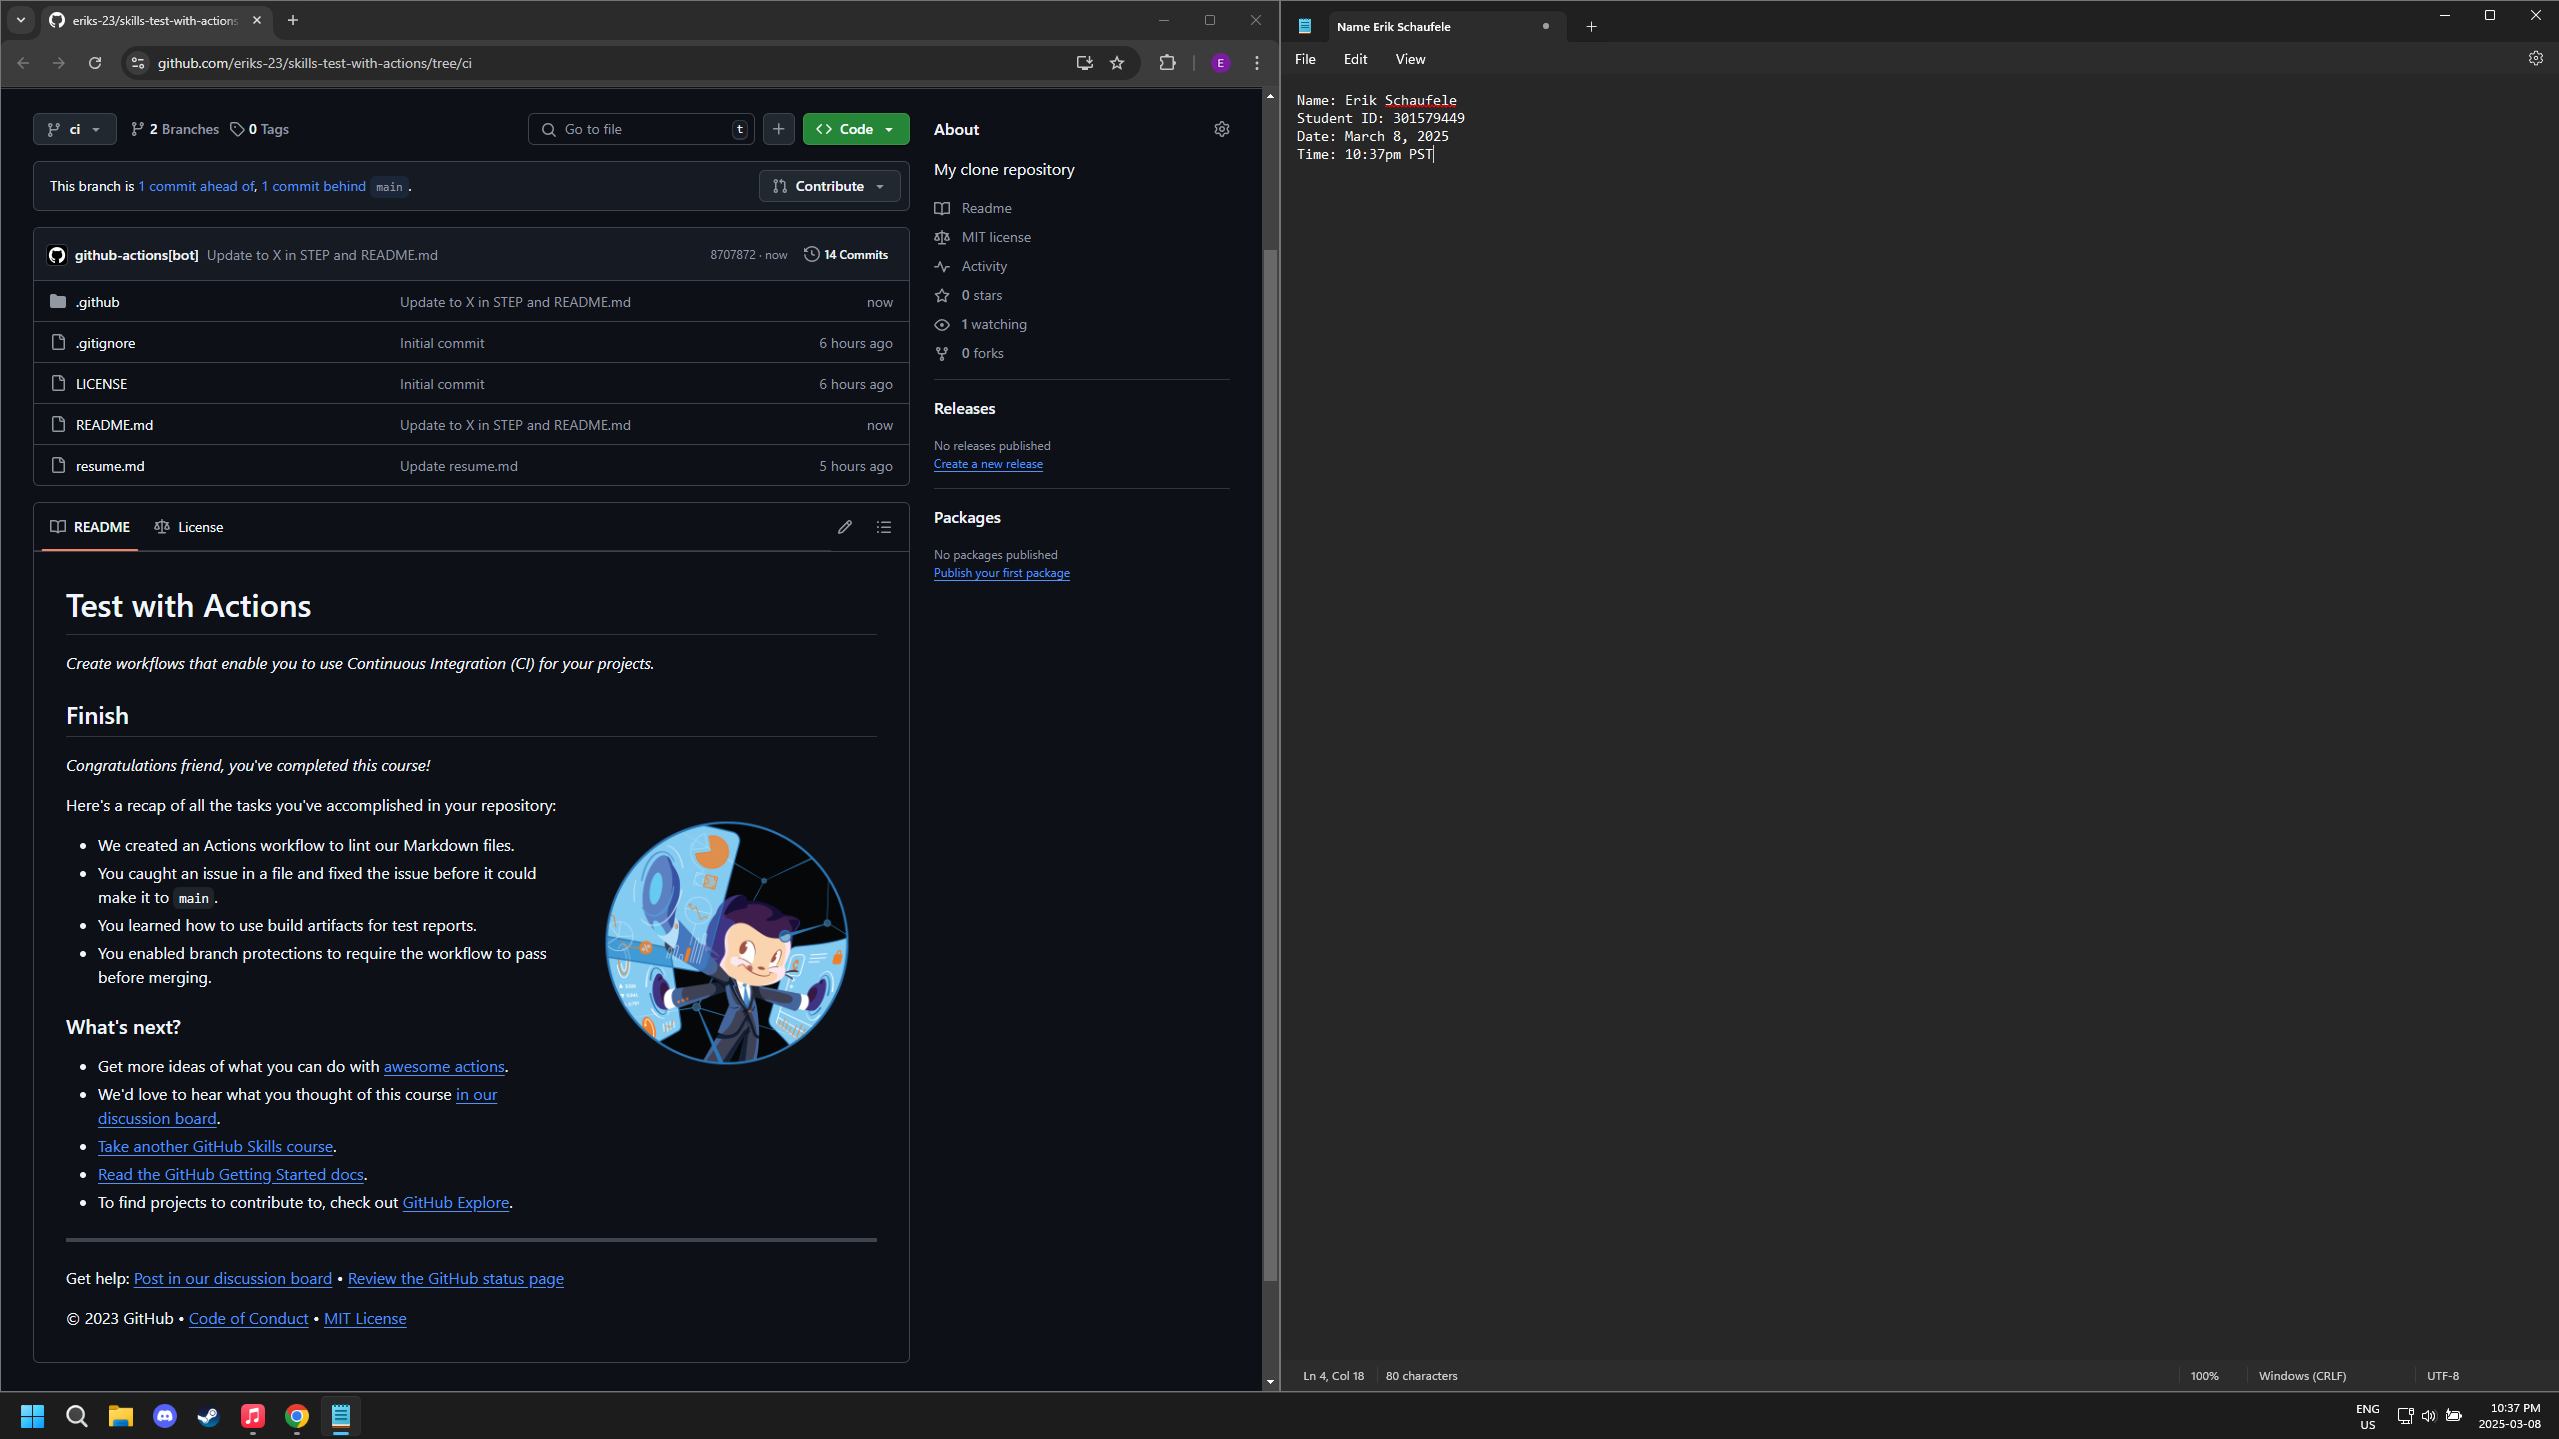 eriks-23/skills-test-with-actions
github.com/eriks-23/skills-test-with-actions/tree/ci
E
ci
2 Branches
0 Tags
Go to file
t
Code
This branch is 1 commit ahead of, 1 commit behind main .
Contribute
github-actions[bot] Update to X in STEP and README.md
8707872 · now
14 Commits
.github Update to X in STEP and README.md now
.gitignore Initial commit 6 hours ago
LICENSE Initial commit 6 hours ago
README.md Update to X in STEP and README.md now
resume.md Update resume.md 5 hours ago
README
License
Test with Actions
Create workflows that enable you to use Continuous Integration (CI) for your projects.
Finish
Congratulations friend, you've completed this course!
Here's a recap of all the tasks you've accomplished in your repository:
• We created an Actions workflow to lint our Markdown files.
• You caught an issue in a file and fixed the issue before it could
make it to main .
• You learned how to use build artifacts for test reports.
• You enabled branch protections to require the workflow to pass
before merging.
What's next?
• Get more ideas of what you can do with awesome actions.
• We'd love to hear what you thought of this course in our
discussion board.
• Take another GitHub Skills course.
• Read the GitHub Getting Started docs.
• To find projects to contribute to, check out GitHub Explore.
Get help: Post in our discussion board • Review the GitHub status page
© 2023 GitHub • Code of Conduct • MIT License
About
My clone repository
Readme
MIT license
Activity
0 stars
1 watching
0 forks
Releases
No releases published
Create a new release
Packages
No packages published
Publish your first package
Name Erik Schaufele
File Edit View
Name: Erik Schaufele
Student ID: 301579449
Date: March 8, 2025
Time: 10:37pm PST
Ln 4, Col 18
80 characters
100%
Windows (CRLF)
UTF-8
ENG
US
10:37 PM
2025-03-08